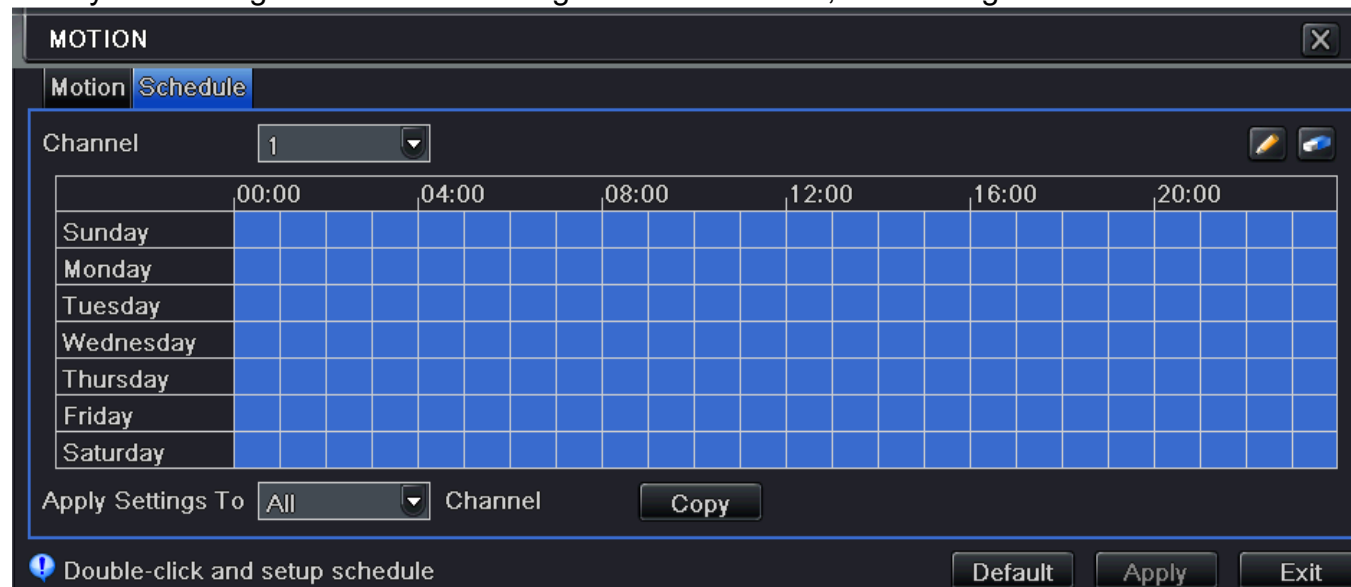 MOTION
Motion Schedule
Channel 1
00:00 04:00 08:00 12:00 16:00 20:00
Sunday
Monday
Tuesday
Wednesday
Thursday
Friday
Saturday
Apply Settings To All Channel Copy
Double-click and setup schedule Default Apply Exit